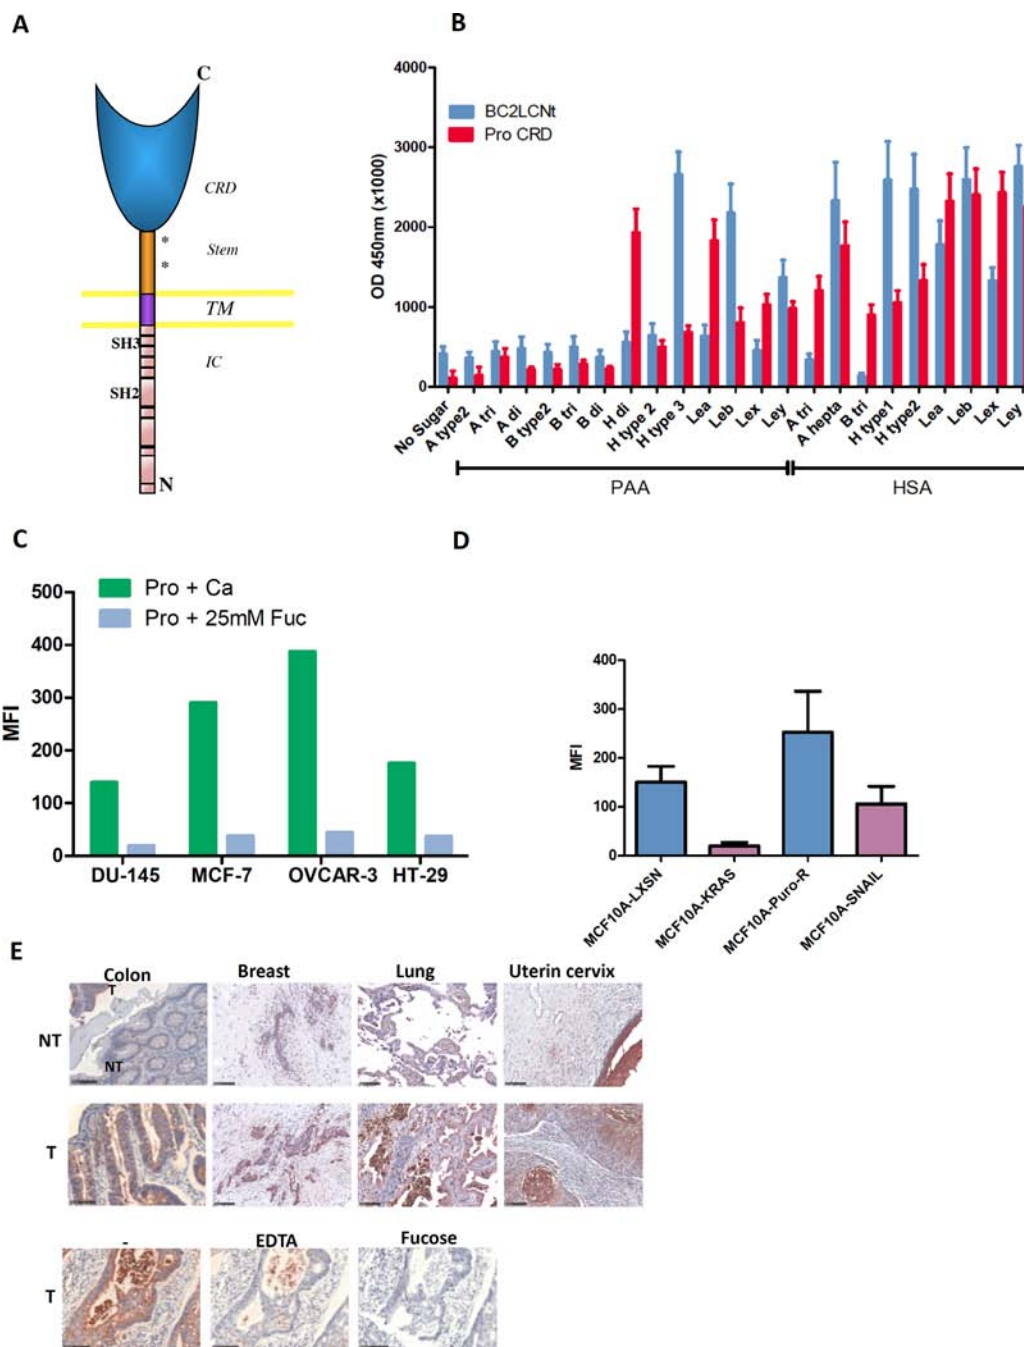 A
C
CRD
*
Stem
*
TM
SH3
IC
SH2
N
B
4000
3000
2000
1000
0
OD 450nm (x1000)
BC2LCNt
Pro CRD
No Sugar
A type2
A tri
A di
B type2
B tri
B di
H di
H type 2
H type 3
Lea
Leb
Lex
Ley
A tri
A hepta
B tri
H type1
H type2
Lea
Leb
Lex
Ley
PAA
HSA
C
500
400
300
200
100
0
MFI
Pro + Ca
Pro + 25mM Fuc
DU-145 MCF-7 OVCAR-3 HT-29
D
400
300
200
100
0
MFI
MCF10A-LXSN
MCF10A-KRAS
MCF10A-Puro-R
MCF10A-SNAIL
E
Colon Breast Lung Uterin cervix
T
NT
NT
T
- EDTA Fucose
T